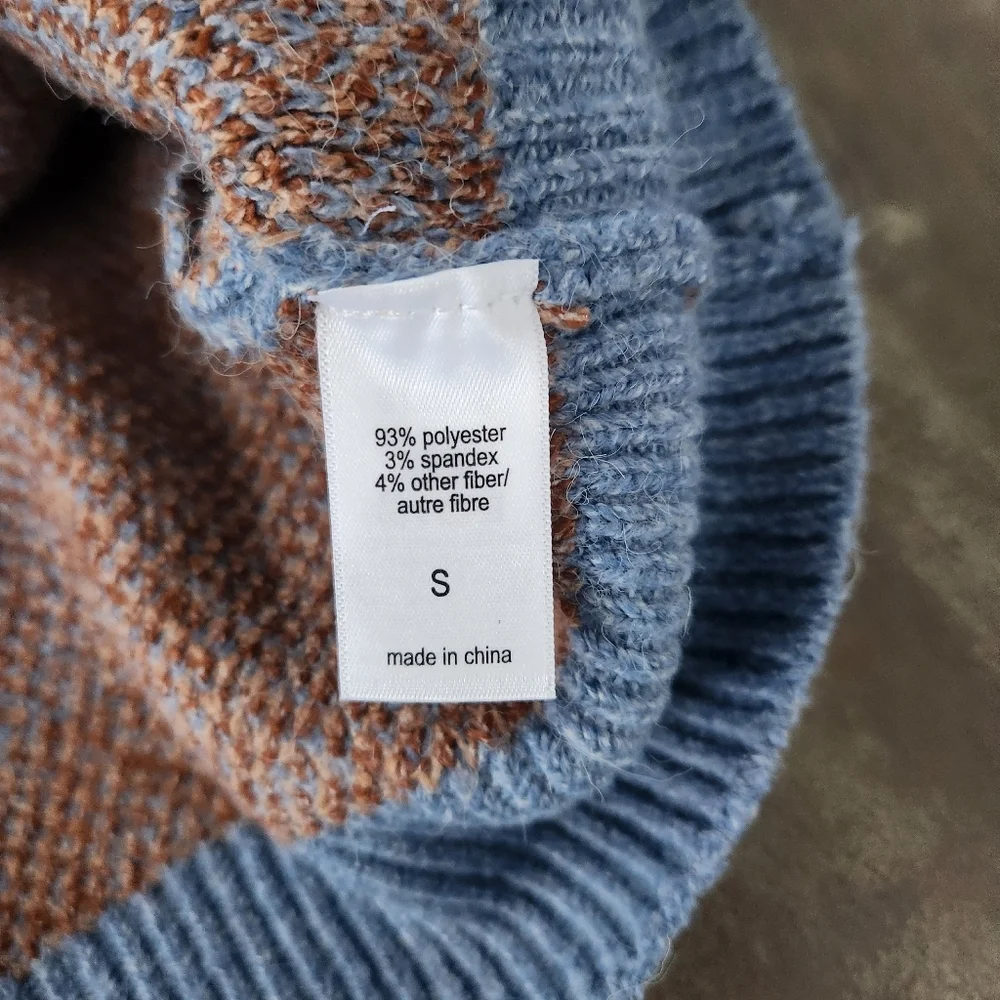 93% polyester
3% spandex
4% other fiber/
autre fibre
S
made in china